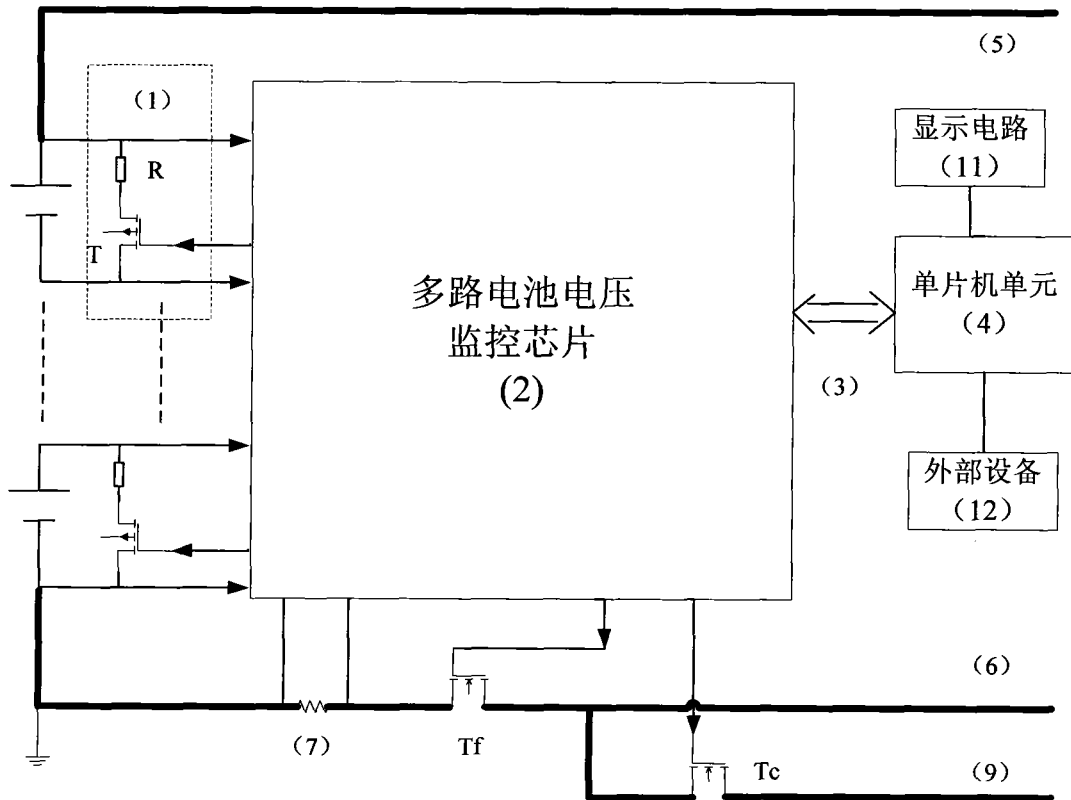 (5)
(1)
显示电路
(11)
R
T
多路电池电压
监控芯片
(2)
单片机单元
(4)
(3)
外部设备
(12)
(6)
(7)
Tf
Tc
(9)